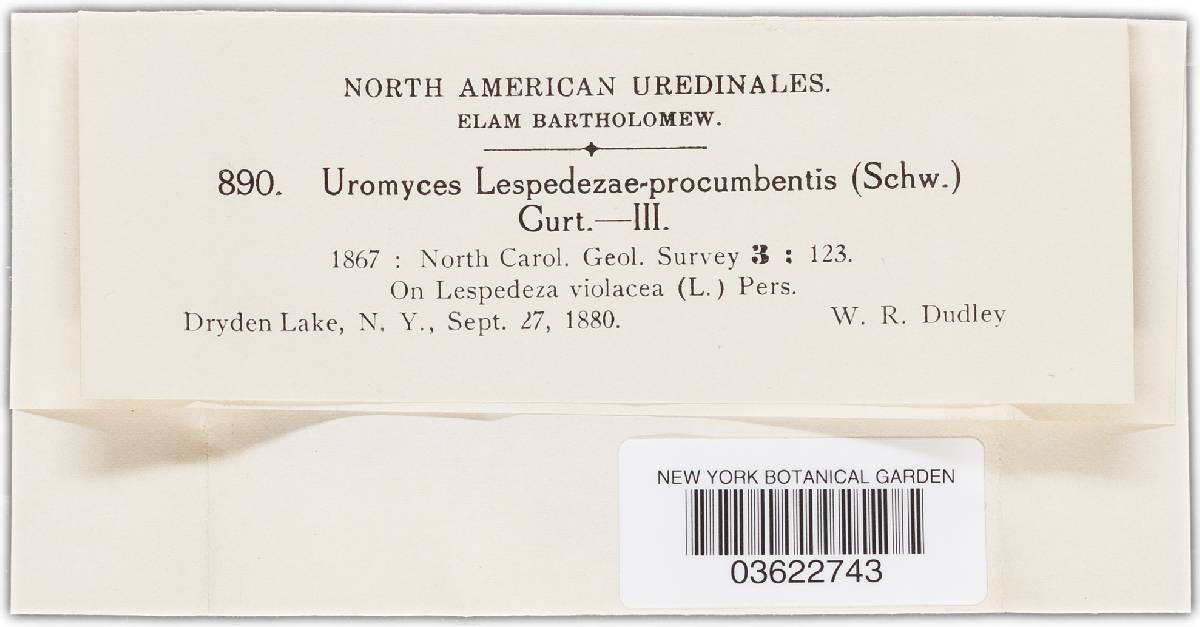 NORTH AMERICAN UREDINALES.
ELAM BARTHOLOMEW.
890. Uromyces Lespedezae-procumbentis (Schw.)
Curt.—III.
1867 : North Carol. Geol. Survey 3 : 123.
On Lespedeza violacea (L.) Pers.
Dryden Lake, N. Y., Sept. 27, 1880. W. R. Dudley
NEW YORK BOTANICAL GARDEN
03622743